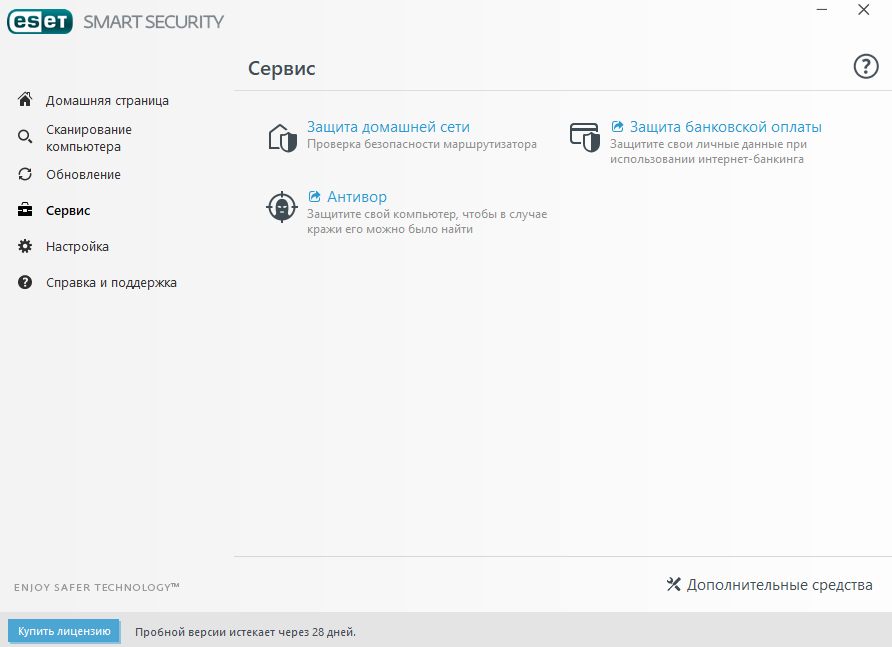 eset SMART SECURITY
Сервис
?
Домашняя страница
Сканирование
компьютера
Обновление
Сервис
Настройка
? Справка и поддержка
Защита домашней сети
Проверка безопасности маршрутизатора
Защита банковской оплаты
Защитите свои личные данные при
использовании интернет-банкинга
Антивор
Защитите свой компьютер, чтобы в случае
кражи его можно было найти
ENJOY SAFER TECHNOLOGY™
Дополнительные средства
Купить лицензию
Пробной версии истекает через 28 дней.